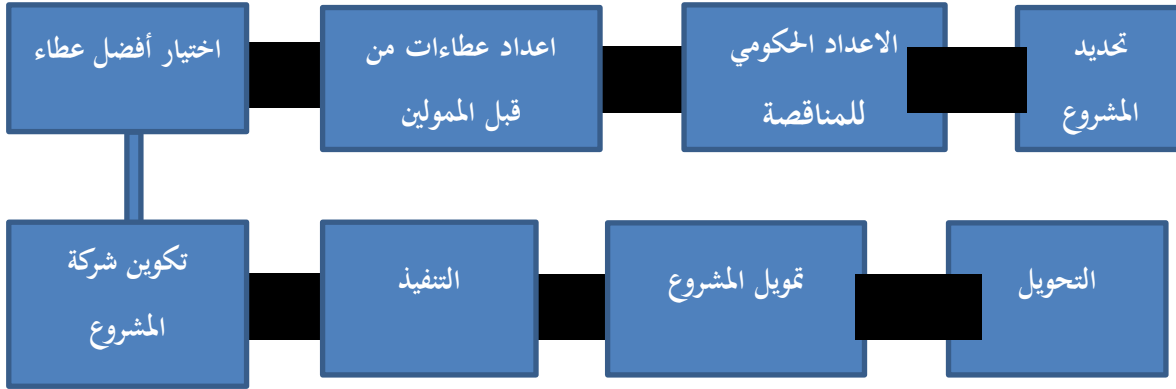 تحديد
المشروع
الاعداد الحكومي
للمناقصة
اعداد عطاءات من
قبل الممولين
اختيار أفضل عطاء
تكوين شركة
المشروع
التنفيذ
تمويل المشروع
التحويل